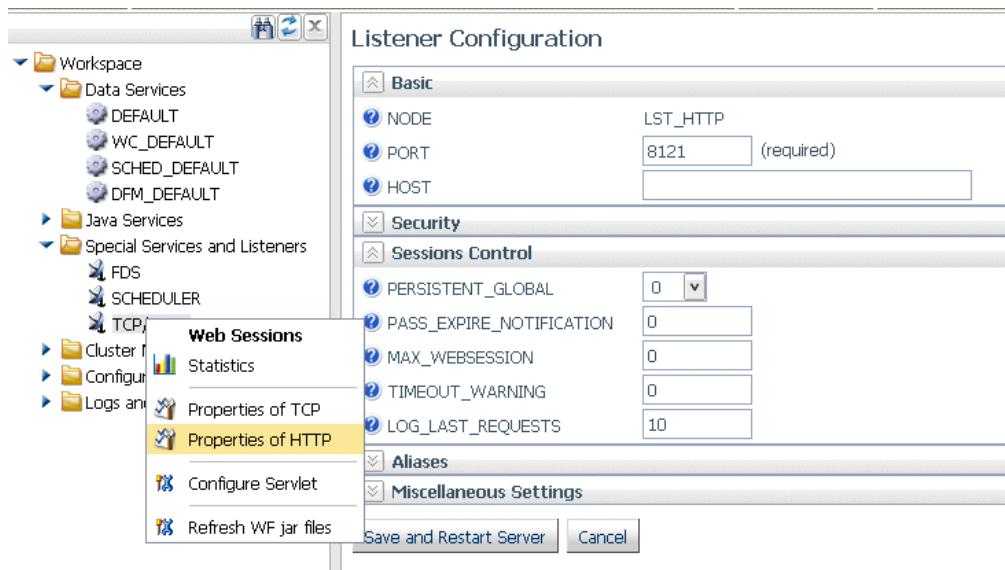 Listener Configuration
Workspace
Data Services
DEFAULT
WC_DEFAULT
SCHED_DEFAULT
DFM_DEFAULT
Java Services
Special Services and Listeners
FDS
SCHEDULER
TCP/
Cluster
Configur
Logs an
Web Sessions
Statistics
Properties of TCP
Properties of HTTP
Configure Servlet
Refresh WF jar files
Basic
NODE LST_HTTP
PORT 8121 (required)
HOST
Security
Sessions Control
PERSISTENT_GLOBAL 0
PASS_EXPIRE_NOTIFICATION 0
MAX_WEBSESSION 0
TIMEOUT_WARNING 0
LOG_LAST_REQUESTS 10
Aliases
Miscellaneous Settings
Save and Restart Server Cancel